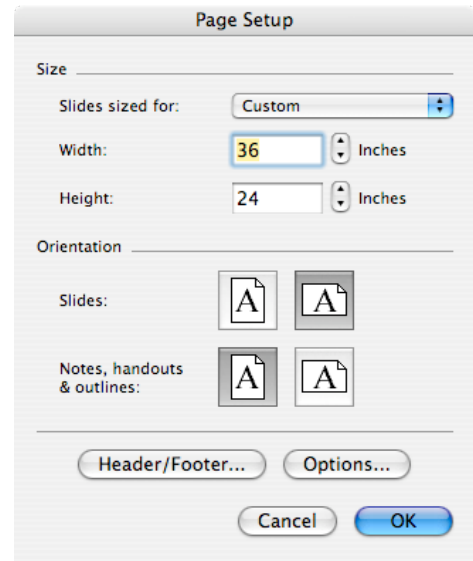 Page Setup
Size
Slides sized for: Custom
Width: 36 Inches
Height: 24 Inches
Orientation
Slides: A A
Notes, handouts
& outlines: A A
Header/Footer... Options...
Cancel OK